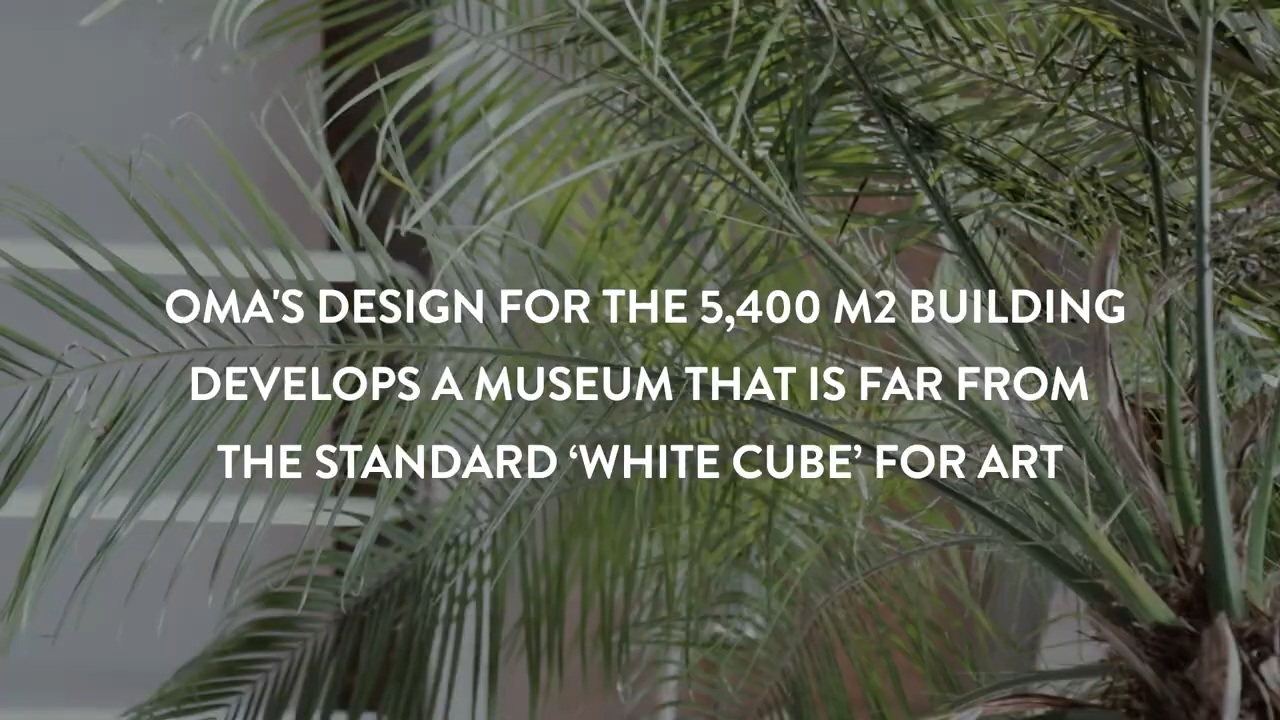 OMA'S DESIGN FOR THE 5,400 M2 BUILDING
DEVELOPS A MUSEUM THAT IS FAR FROM
THE STANDARD ‘WHITE CUBE’ FOR ART